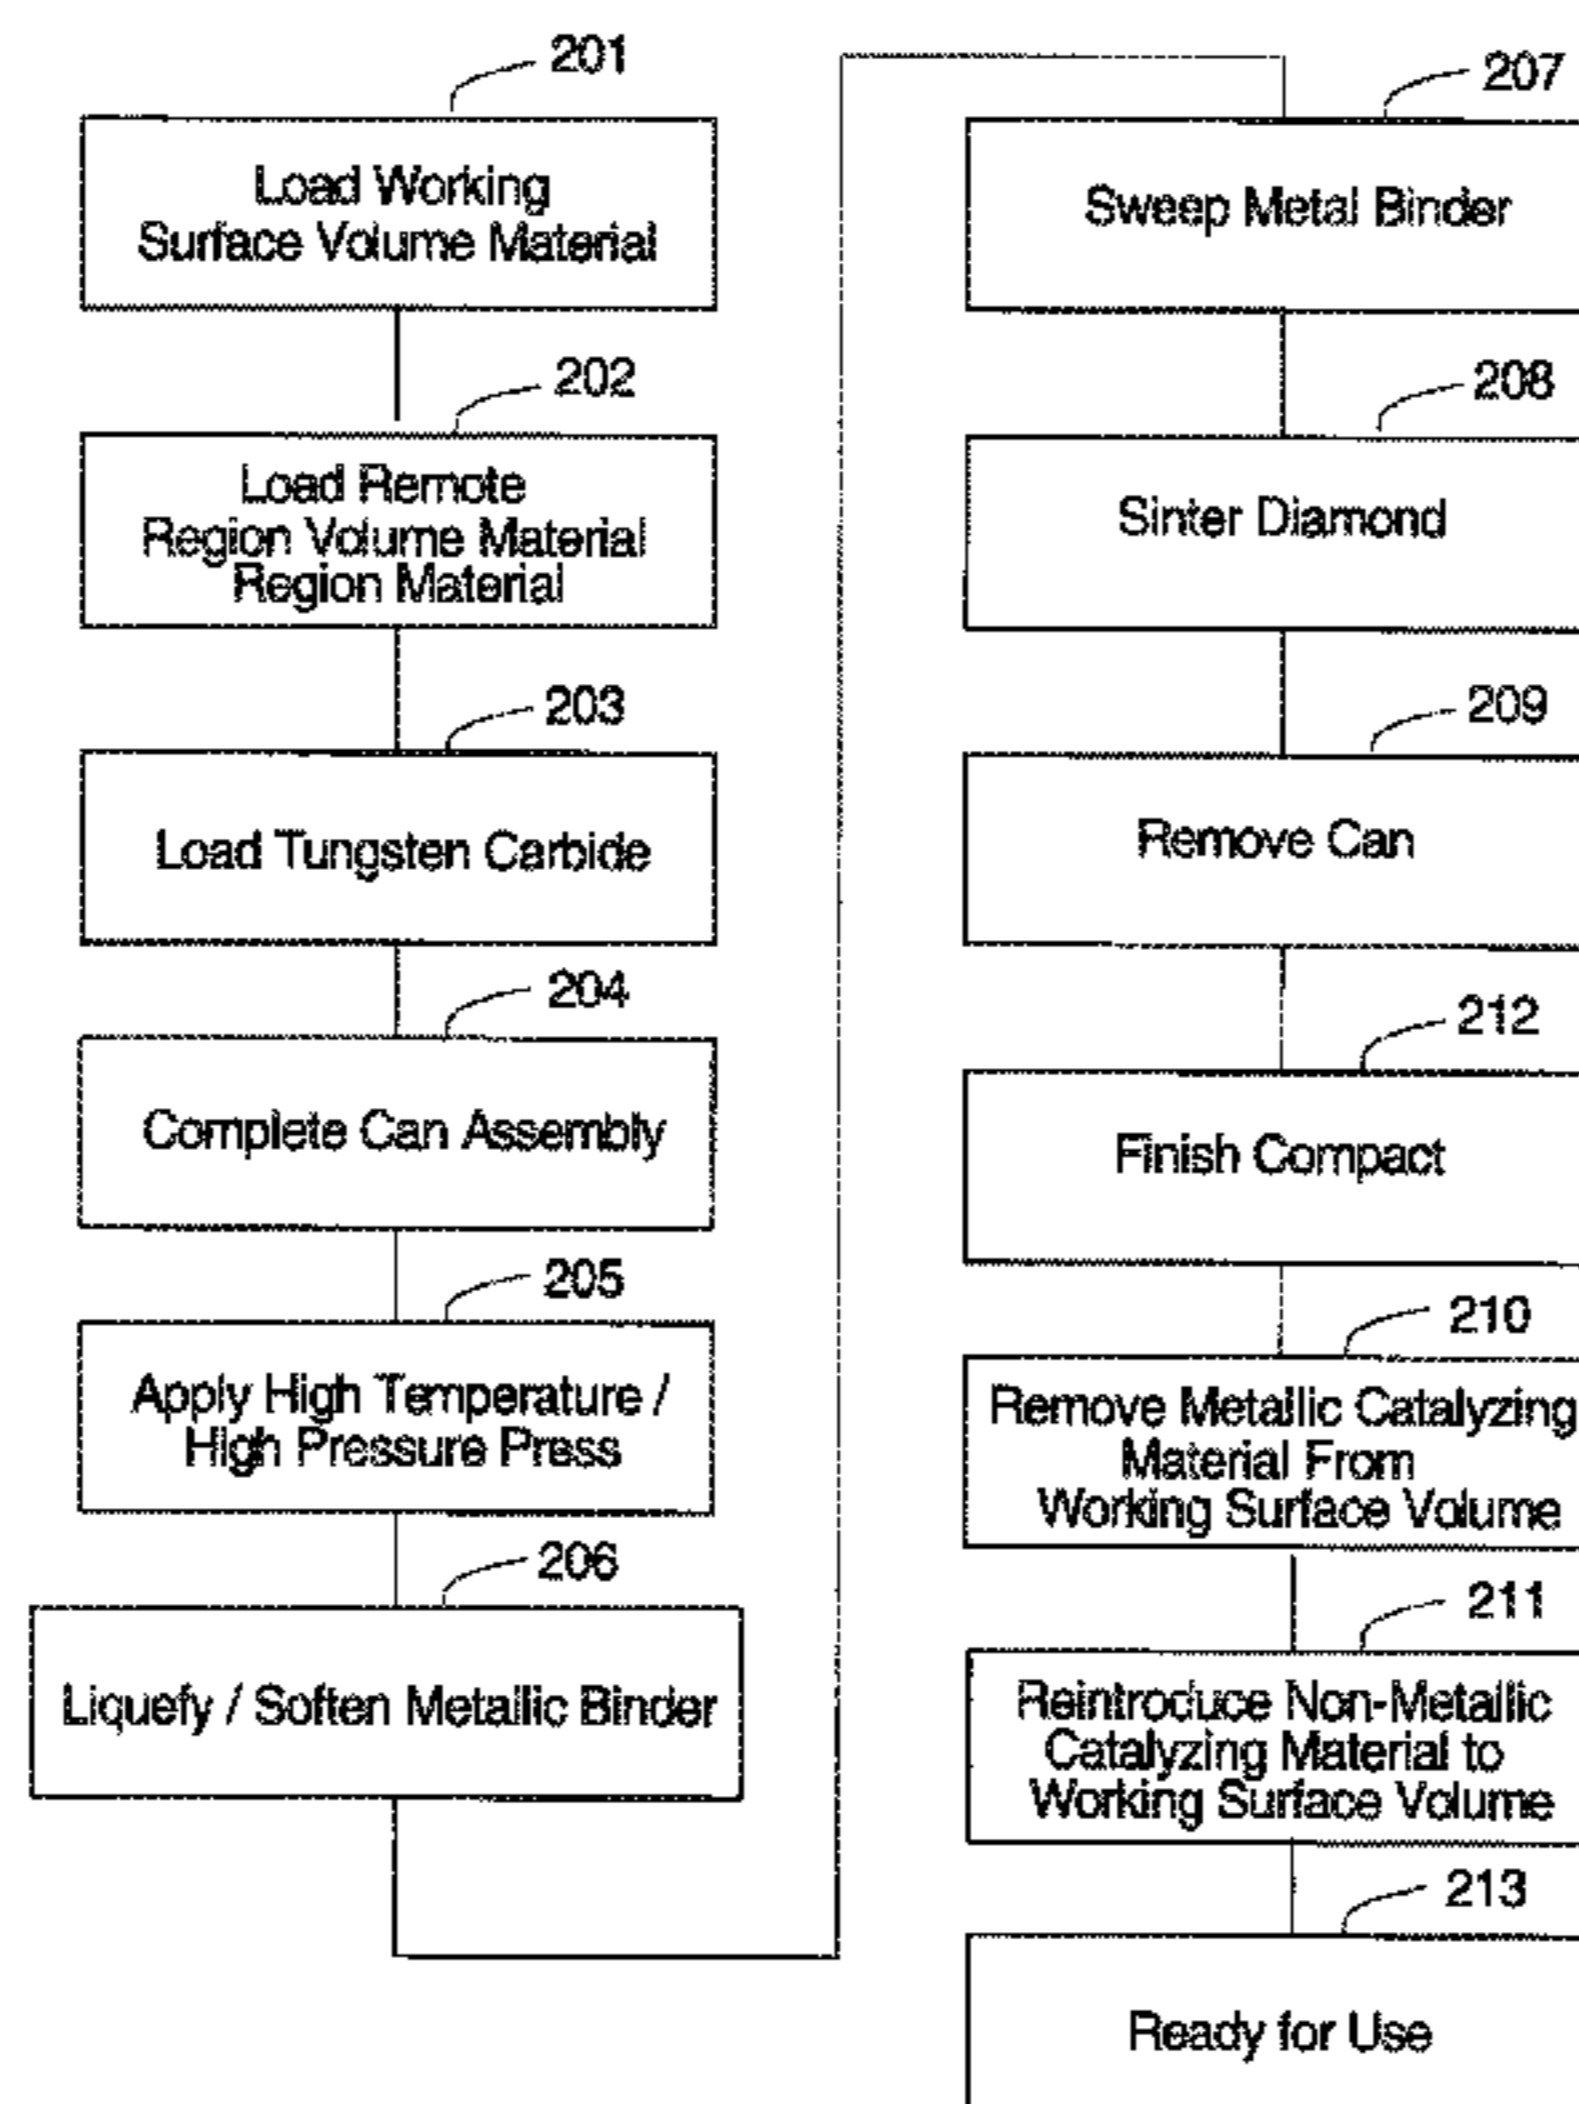 201
Load Working
Surface Volume Material
202
Load Remote
Region Volume Material
Region Material
203
Load Tungsten Carbide
204
Complete Can Assembly
205
Apply High Temperature /
High Pressure Press
206
Liquefy / Soften Metallic Binder
207
Sweep Metal Binder
208
Sinter Diamond
209
Remove Can
212
Finish Compact
210
Remove Metallic Catalyzing
Material From
Working Surface Volume
211
Reintroduce Non-Metallic
Catalyzing Material to
Working Surface Volume
213
Ready for Use